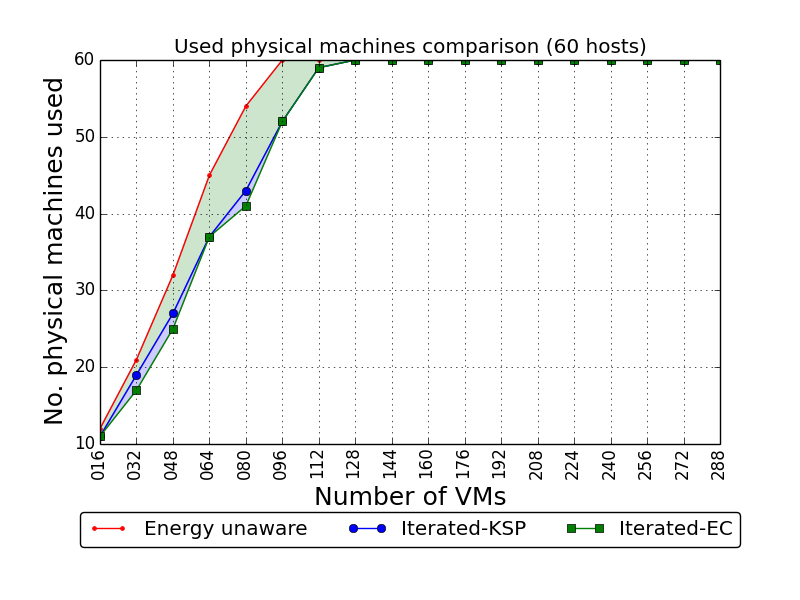 Used physical machines comparison (60 hosts)
60
50
40
30
20
10
No. physical machines used
016 032 048 064 080 096 112 128 144 160 176 192 208 224 240 256 272 288
Number of VMs
Energy unaware Iterated-KSP Iterated-EC